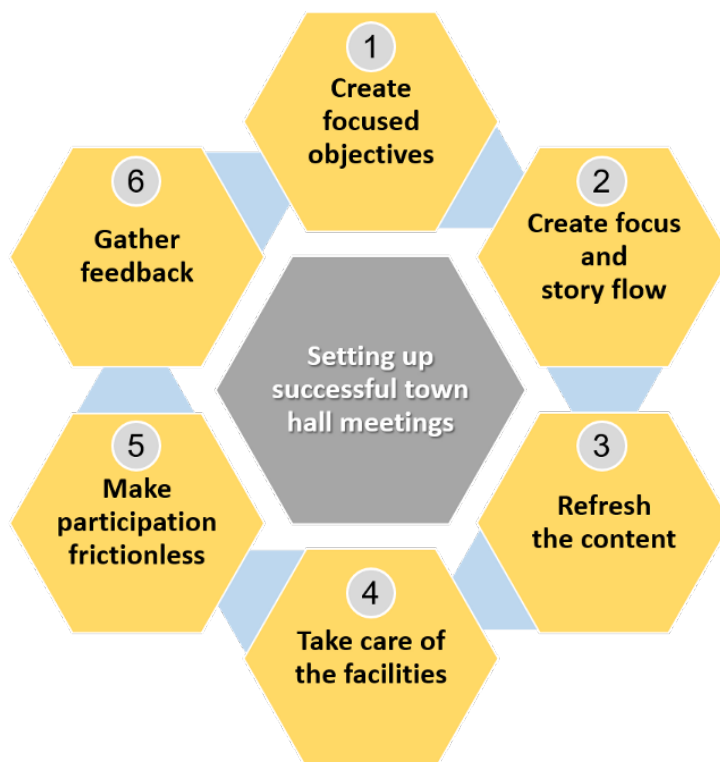 1
Create
focused
objectives
2
Create focus
and
story flow
3
Refresh
the content
4
Take care of
the facilities
5
Make
participation
frictionless
6
Gather
feedback
Setting up
successful town
hall meetings